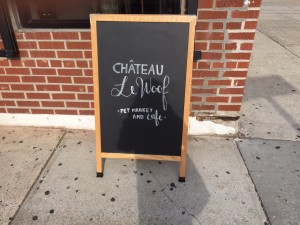 CHÂTEAU
Le Woof
·PET MARKET
AND Cafe·